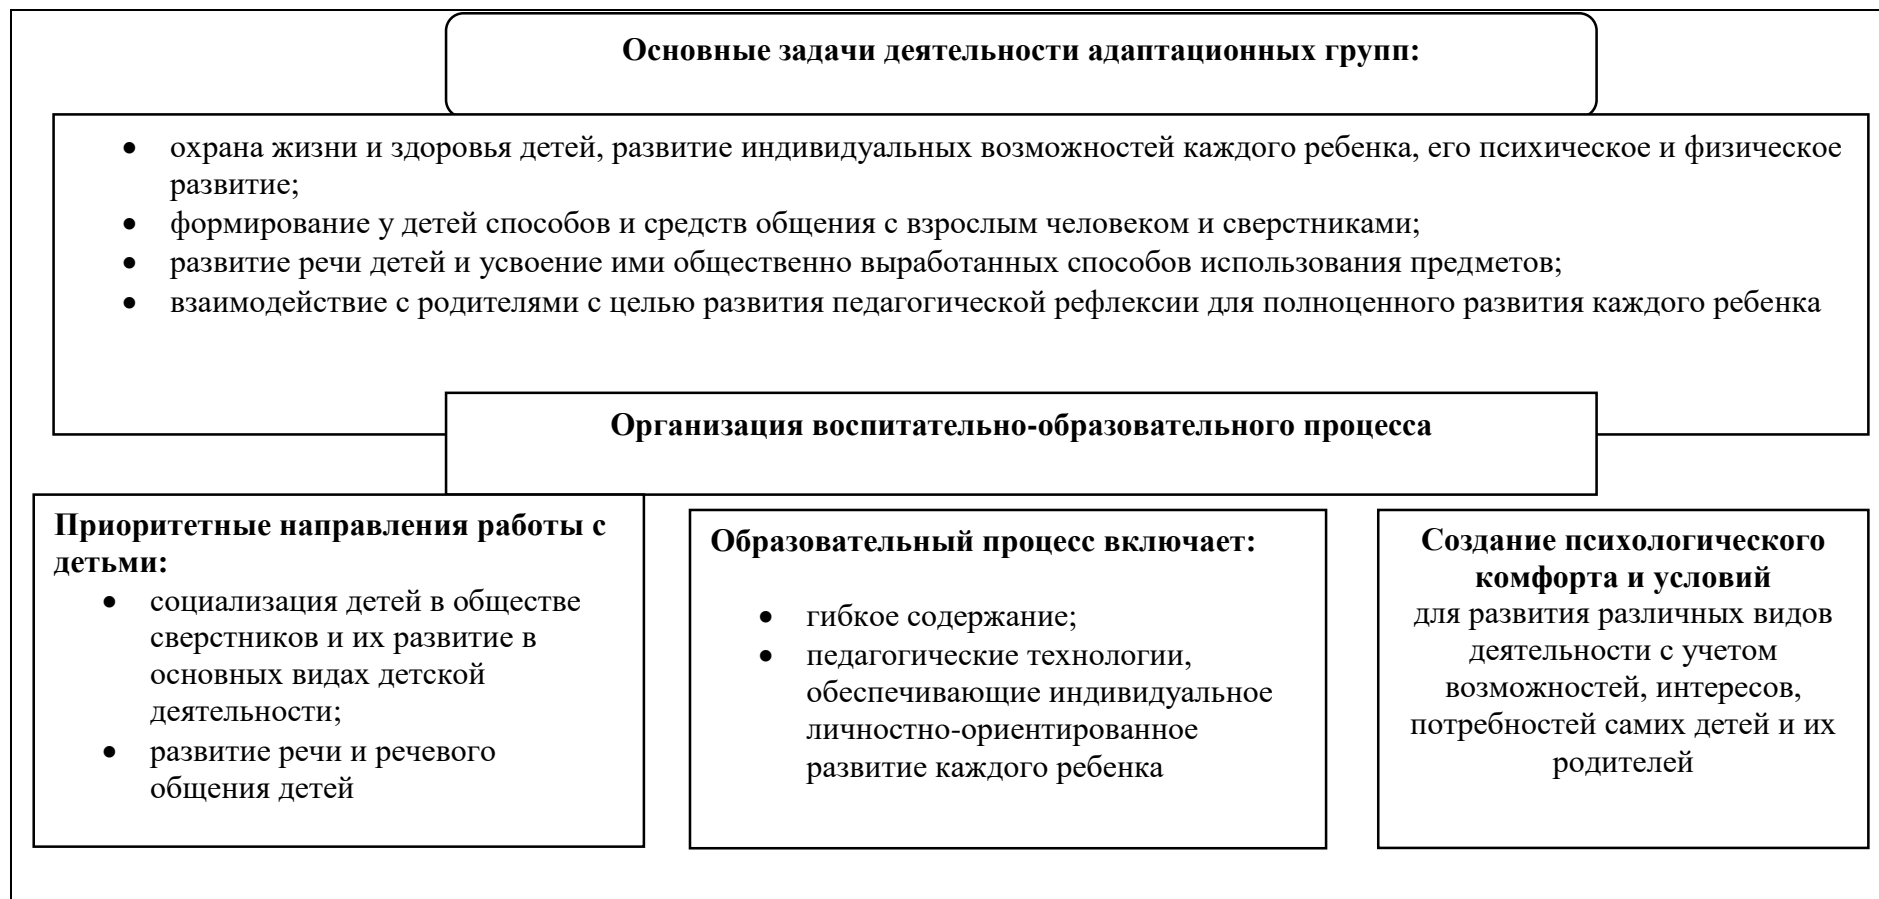 Основные задачи деятельности адаптационных групп:
• охрана жизни и здоровья детей, развитие индивидуальных возможностей каждого ребенка, его психическое и физическое
развитие;
• формирование у детей способов и средств общения с взрослым человеком и сверстниками;
• развитие речи детей и усвоение ими общественно выработанных способов использования предметов;
• взаимодействие с родителями с целью развития педагогической рефлексии для полноценного развития каждого ребенка
Организация воспитательно-образовательного процесса
Приоритетные направления работы с
детьми:
• социализация детей в обществе
сверстников и их развитие в
основных видах детской
деятельности;
• развитие речи и речевого
общения детей
Образовательный процесс включает:
• гибкое содержание;
• педагогические технологии,
обеспечивающие индивидуальное
личностно-ориентированное
развитие каждого ребенка
Создание психологического
комфорта и условий
для развития различных видов
деятельности с учетом
возможностей, интересов,
потребностей самих детей и их
родителей